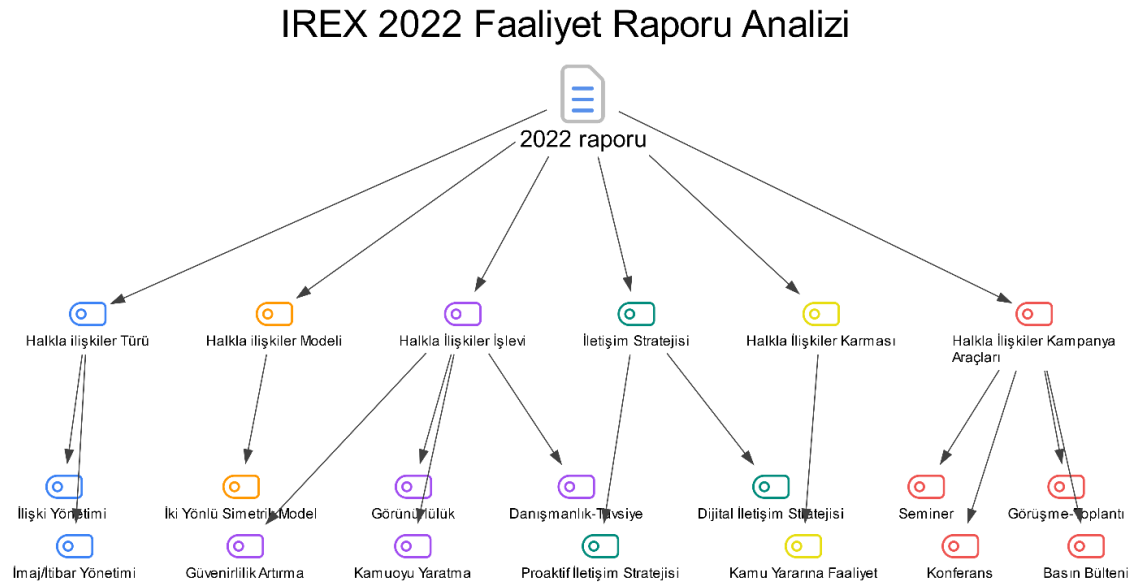 IREX 2022 Faaliyet Raporu Analizi
2022 raporu
Halkla ilişkiler Türü
Halkla ilişkiler Modeli
Halkla İlişkiler İşlevi
İletişim Stratejisi
Halkla İlişkiler Karması
Halkla İlişkiler Kampanya
Araçları
İlişki Yönetimi
İki Yönlü Simetrik Model
Görünürlülük
Danışmanlık-Tavsiye
Dijital İletişim Stratejisi
Seminer
Görüşme-Toplantı
İmaj/İtibar Yönetimi
Güvenirlilik Artırma
Kamuoyu Yaratma
Proaktif İletişim Stratejisi
Kamu Yararına Faaliyet
Konferans
Basın Bülteni